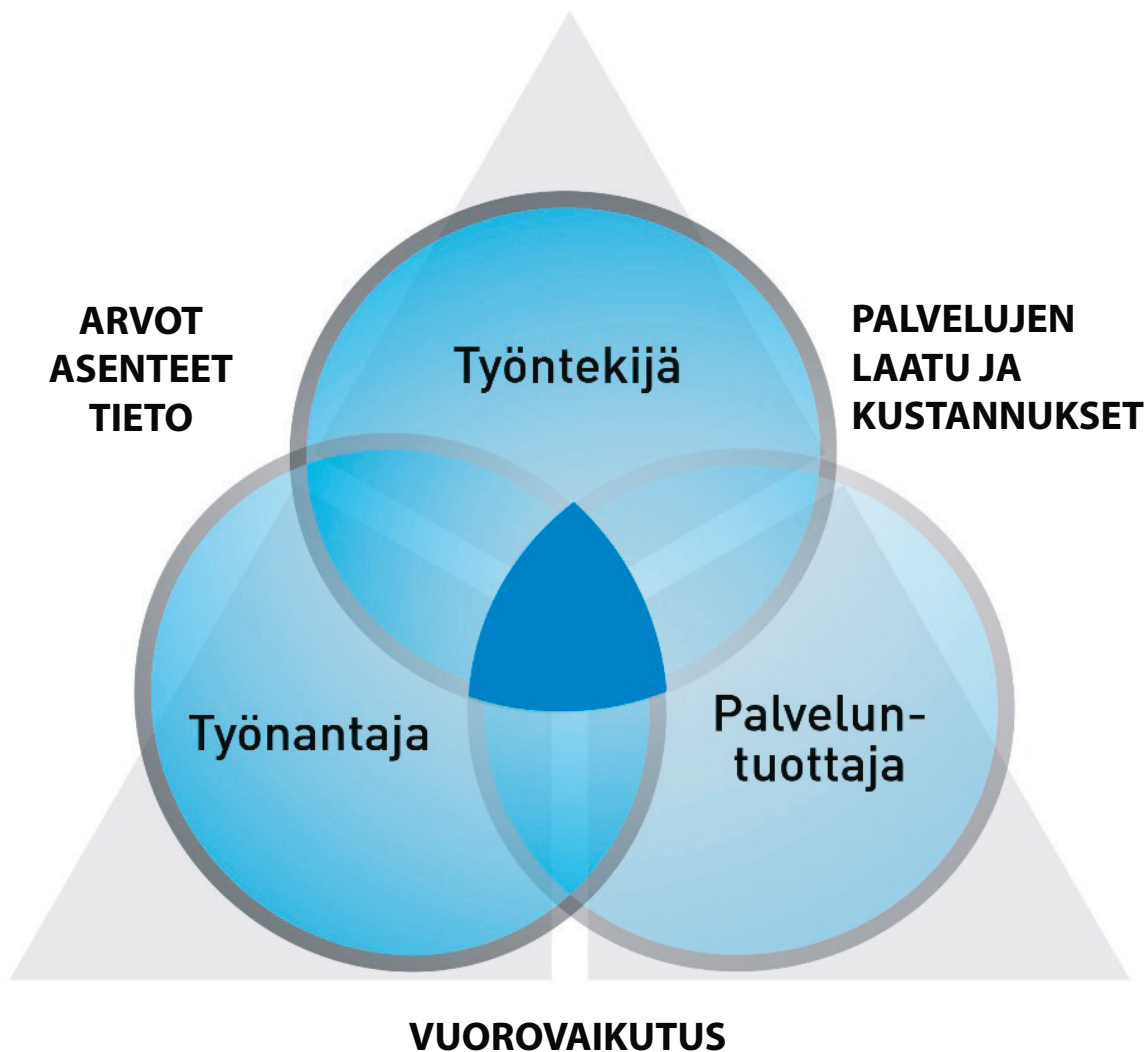 ARVOT
ASENTEET
TIETO
Työntekijä
PALVELUJEN
LAATU JA
KUSTANNUKSET
Työnantaja
Palvelun-
tuottaja
VUOROVAIKUTUS